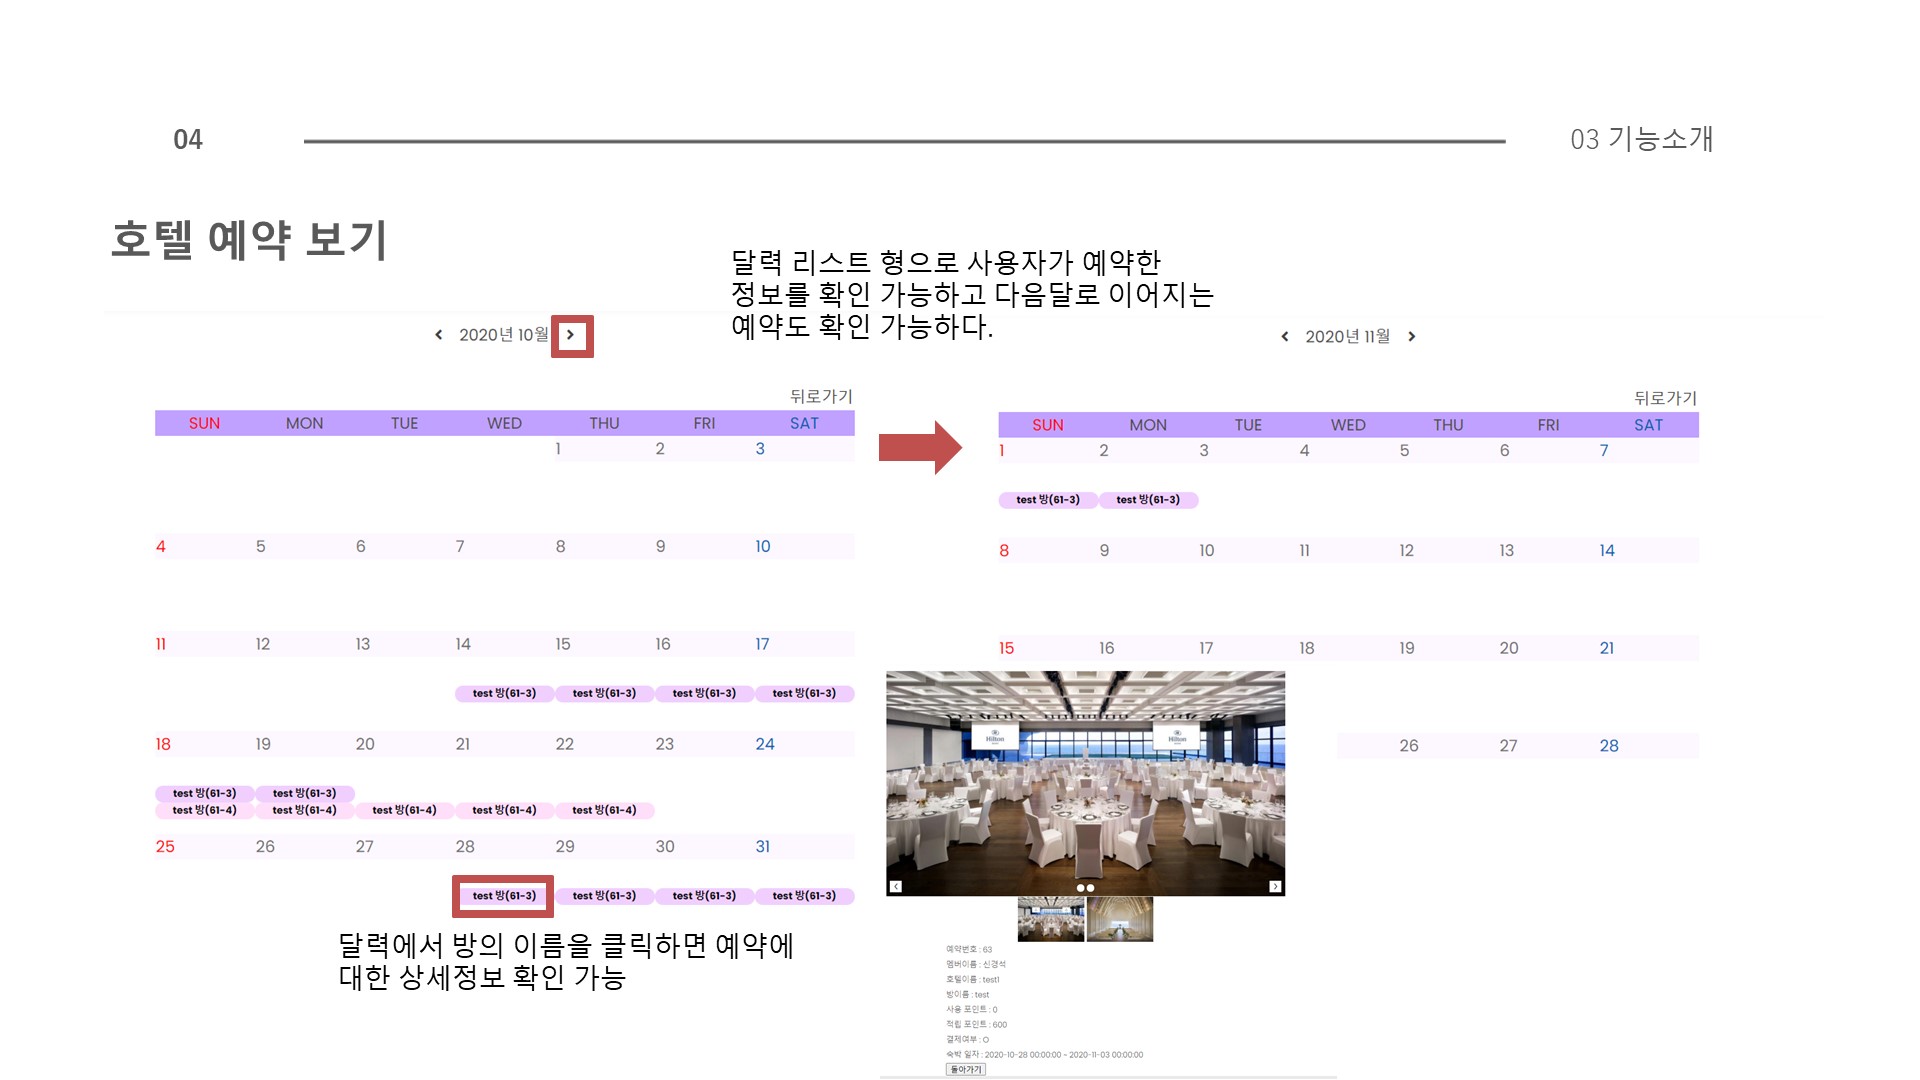 04
03 기능소개
호텔 예약 보기
달력 리스트 형으로 사용자가 예약한
정보를 확인 가능하고 다음달로 이어지는
예약도 확인 가능하다.
2020년 10월
뒤로가기
SUN MON TUE WED THU FRI SAT
1 2 3
4 5 6 7 8 9 10
11 12 13 14 15 16 17
test 방(61-3) test 방(61-3) test 방(61-3) test 방(61-3)
18 19 20 21 22 23 24
test 방(61-3) test 방(61-3)
test 방(61-4) test 방(61-4) test 방(61-4) test 방(61-4) test 방(61-4)
25 26 27 28 29 30 31
test 방(61-3) test 방(61-3) test 방(61-3) test 방(61-3)
달력에서 방의 이름을 클릭하면 예약에
대한 상세정보 확인 가능
2020년 11월
뒤로가기
SUN MON TUE WED THU FRI SAT
1 2 3 4 5 6 7
test 방(61-3) test 방(61-3)
8 9 10 11 12 13 14
15 16 17 18 19 20 21
26 27 28
Hilton Hilton
예약번호 : 63
멤버이름 : 신경석
호텔이름 : test1
방이름 : test
사용 포인트 : 0
적립 포인트 : 600
결제여부 : O
숙박 일자 : 2020-10-28 00:00:00 ~ 2020-11-03 00:00:00
돌아가기